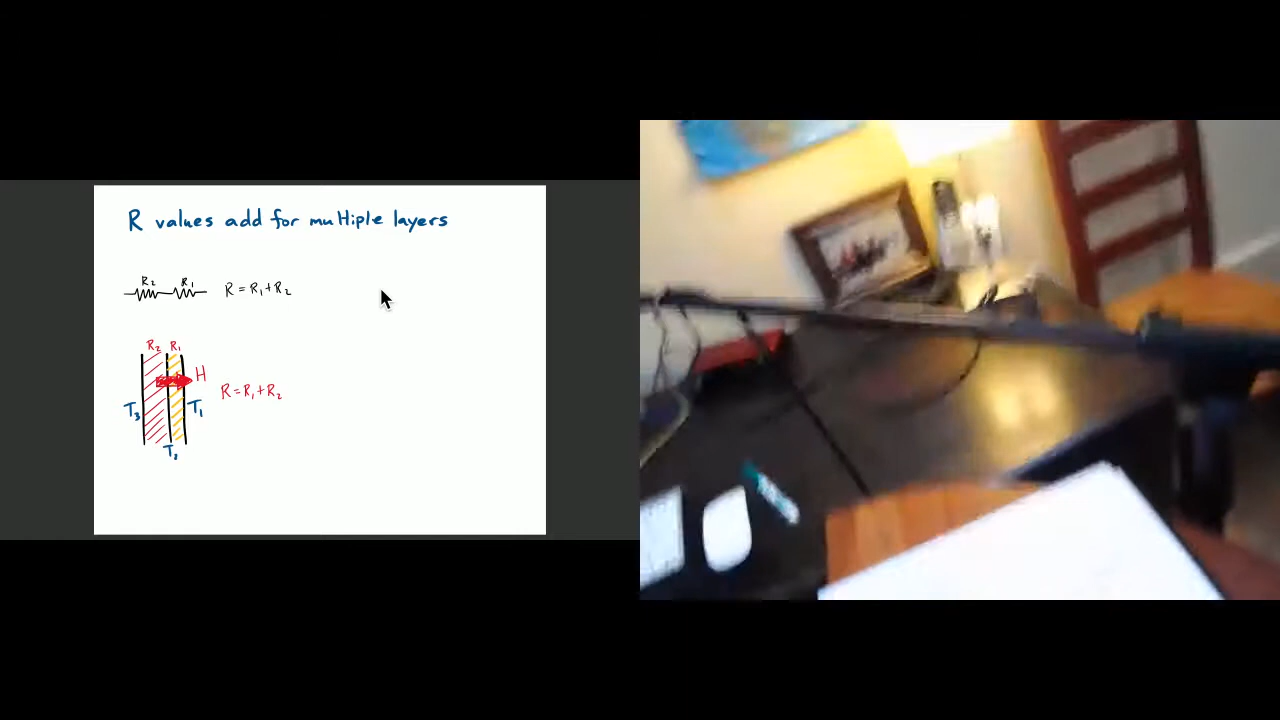 R values add for multiple layers
R₂ R₁
R = R₁ + R₂
R₂ R₁
H
R = R₁ + R₂
T₃ T₁
T₂